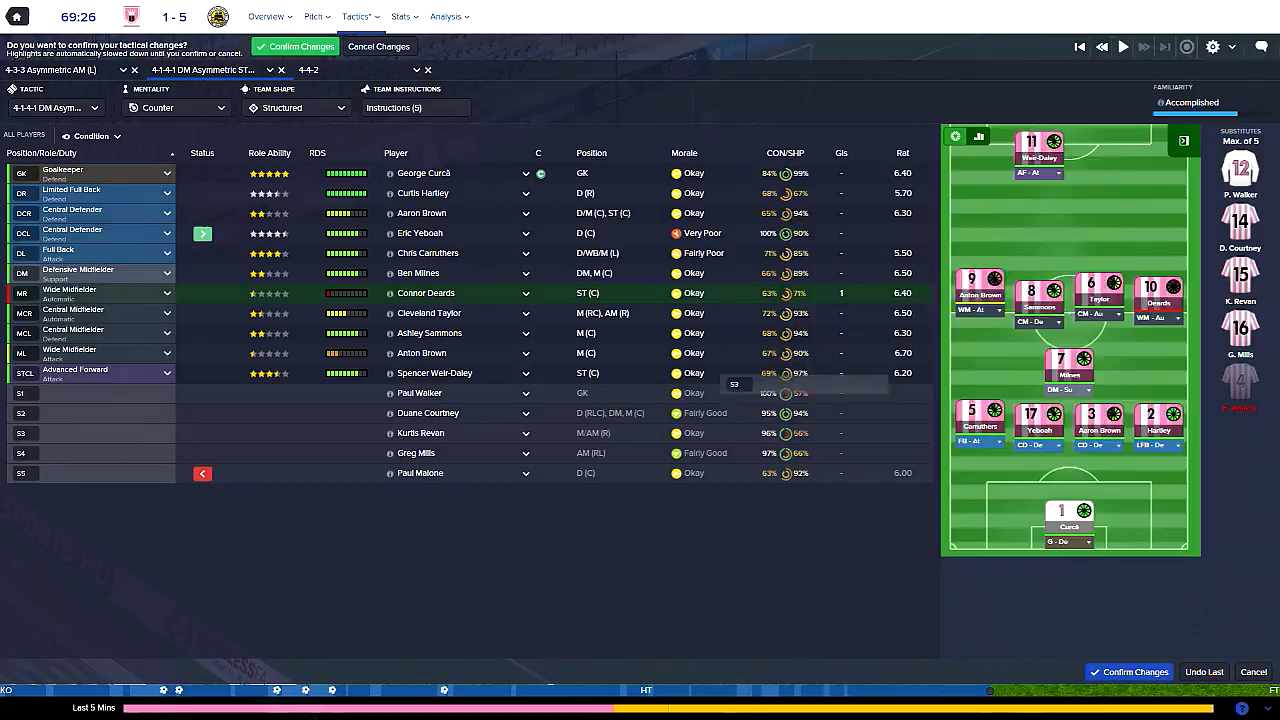 69:26 1 - 5 Overview Pitch Tactics* Stats Analysis
Do you want to confirm your tactical changes?
Highlights are automatically slowed down until you confirm or cancel.
Confirm Changes Cancel Changes
4-3-3 Asymmetric AM (L) 4-1-4-1 DM Asymmetric ST... 4-4-2
TACTIC MENTALITY TEAM SHAPE TEAM INSTRUCTIONS
4-1-4-1 DM Asym... Counter Structured Instructions (5)
FAMILIARITY
Accomplished
ALL PLAYERS Condition
Position/Role/Duty Status Role Ability RDS Player C Position Morale CON/SHP Gls Rat
GK Goalkeeper Defend George Curcă GK Okay 84% 99% - 6.40
DR Limited Full Back Defend Curtis Hartley D (R) Okay 68% 67% - 5.70
DCR Central Defender Defend Aaron Brown D/M (C), ST (C) Okay 65% 94% - 6.30
DCL Central Defender Defend Eric Yeboah D (C) Very Poor 100% 90% -
DL Full Back Attack Chris Carruthers D/WB/M (L) Fairly Poor 71% 85% - 5.50
DM Defensive Midfielder Support Ben Milnes DM, M (C) Okay 66% 89% - 6.50
MR Wide Midfielder Automatic Connor Deards ST (C) Okay 63% 71% 1 6.40
MCR Central Midfielder Automatic Cleveland Taylor M (RC), AM (R) Okay 72% 93% - 6.50
MCL Central Midfielder Defend Ashley Sammons M (C) Okay 68% 94% - 6.30
ML Wide Midfielder Attack Anton Brown M (C) Okay 67% 90% - 6.70
STCL Advanced Forward Attack Spencer Weir-Daley ST (C) Okay 69% 97% - 6.20
S3
S1 Paul Walker GK Okay 100% 57% -
S2 Duane Courtney D (RLC), DM, M (C) Fairly Good 95% 94% -
S3 Kurtis Revan M/AM (R) Okay 96% 56% -
S4 Greg Mills AM (RL) Fairly Good 97% 66% -
S5 Paul Malone D (C) Okay 63% 92% - 6.00
11
Weir-Daley
AF - At
9 8 6 10
Anton Brown Sammons Taylor Deards
WM - At CM - De CM - Au WM - Au
7
Milnes
DM - Su
5 17 3 2
Carruthers Yeboah Aaron Brown Hartley
FB - At CD - De CD - De LFB - De
1
Curcă
G - De
SUBSTITUTES
Max. of 5
12
P. Walker
14
D. Courtney
15
K. Revan
16
G. Mills
4
Confirm Changes Undo Last Cancel
KO HT FT
Last 5 Mins